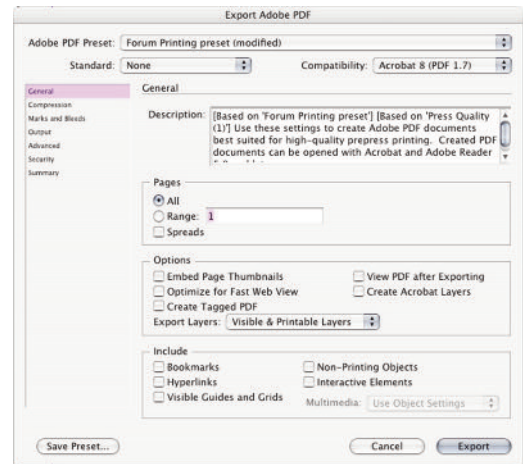 Export Adobe PDF
Adobe PDF Preset: Forum Printing preset (modified)
Standard: None Compatibility: Acrobat 8 (PDF 1.7)
General
Compression
Marks and Bleeds
Output
Advanced
Security
Summary
General
Description: [Based on 'Forum Printing preset'] [Based on 'Press Quality
(1)'] Use these settings to create Adobe PDF documents
best suited for high-quality prepress printing. Created PDF
documents can be opened with Acrobat and Adobe Reader
Pages
All
Range: 1
Spreads
Options
Embed Page Thumbnails View PDF after Exporting
Optimize for Fast Web View Create Acrobat Layers
Create Tagged PDF
Export Layers: Visible & Printable Layers
Include
Bookmarks Non-Printing Objects
Hyperlinks Interactive Elements
Visible Guides and Grids Multimedia: Use Object Settings
Save Preset... Cancel Export